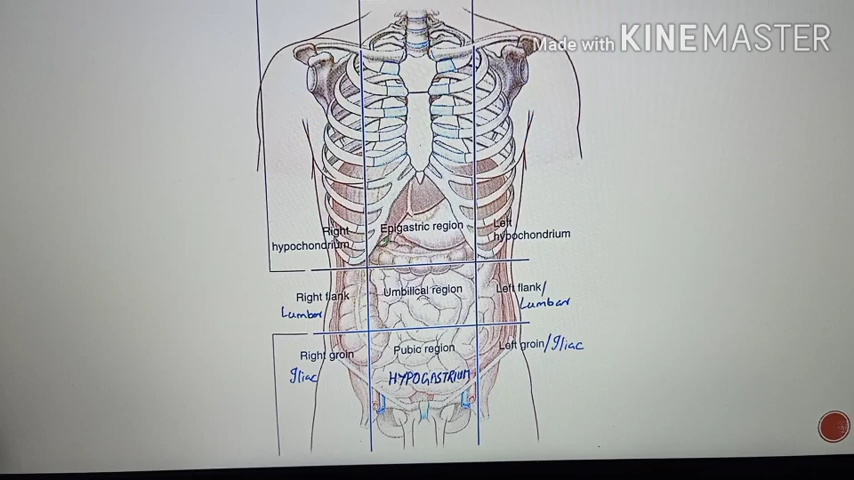 Made with KINEMASTER
Right
hypochondrium
Epigastric region
Left
hypochondrium
Right flank
Lumbar
Umbilical region
Left flank/
Lumbar
Right groin
Iliac
Pubic region
HYPOGASTRIUM
Left groin/Iliac